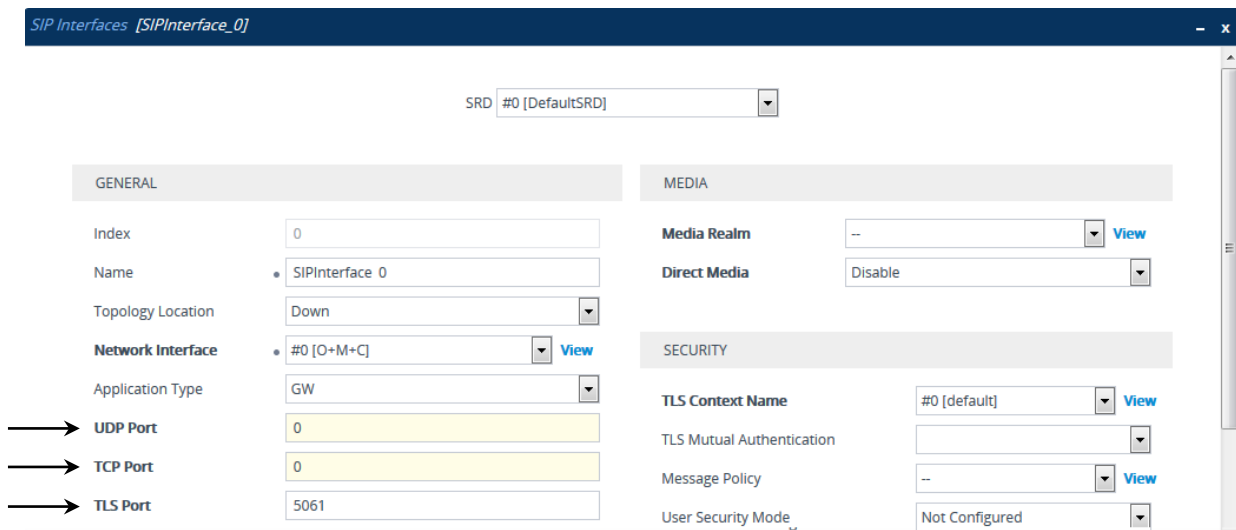 SIP Interfaces [SIPInterface_0]
– x
SRD #0 [DefaultSRD]
GENERAL
Index 0
Name SIPInterface 0
Topology Location Down
Network Interface #0 [O+M+C] View
Application Type GW
UDP Port 0
TCP Port 0
TLS Port 5061
MEDIA
Media Realm -- View
Direct Media Disable
SECURITY
TLS Context Name #0 [default] View
TLS Mutual Authentication
Message Policy -- View
User Security Mode Not Configured